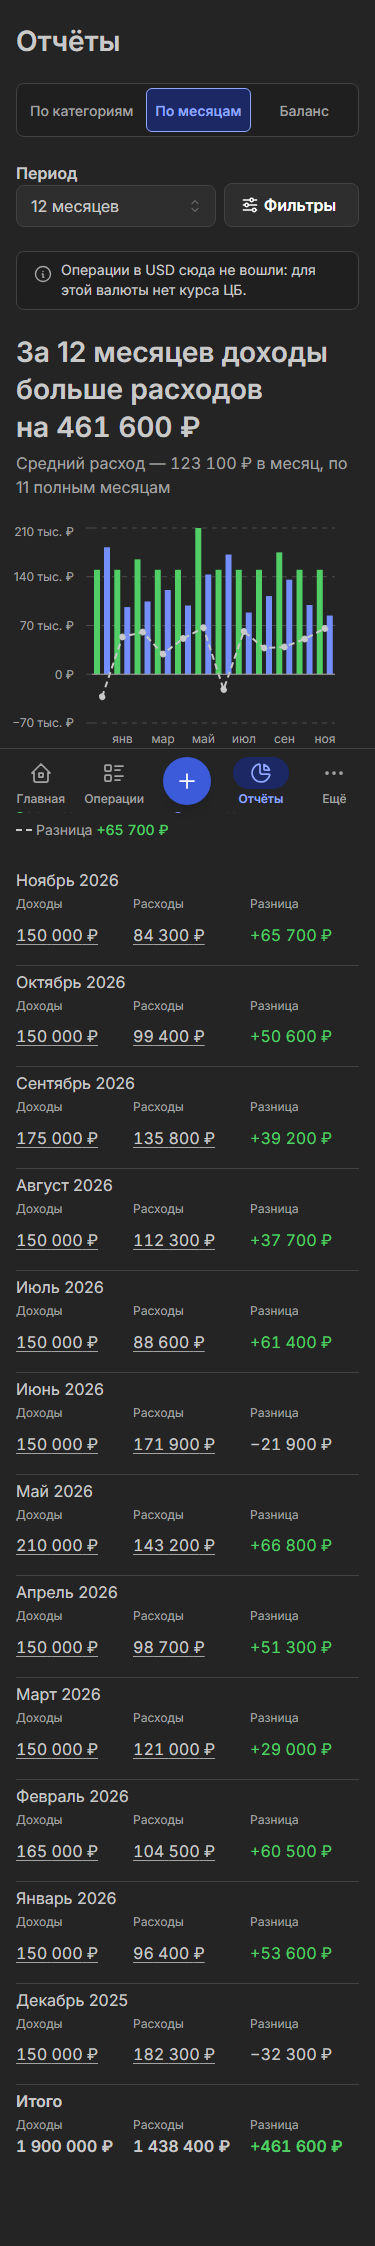 Отчёты
По категориям По месяцам Баланс
Период
12 месяцев Фильтры
Операции в USD сюда не вошли: для
этой валюты нет курса ЦБ.
За 12 месяцев доходы
больше расходов
на 461 600 ₽
Средний расход — 123 100 ₽ в месяц, по
11 полным месяцам
210 тыс. ₽
140 тыс. ₽
70 тыс. ₽
0 ₽
−70 тыс. ₽
янв мар май июл сен ноя
Главная Операции Отчёты Ещё
Разница +65 700 ₽
Ноябрь 2026
Доходы Расходы Разница
150 000 ₽ 84 300 ₽ +65 700 ₽
Октябрь 2026
Доходы Расходы Разница
150 000 ₽ 99 400 ₽ +50 600 ₽
Сентябрь 2026
Доходы Расходы Разница
175 000 ₽ 135 800 ₽ +39 200 ₽
Август 2026
Доходы Расходы Разница
150 000 ₽ 112 300 ₽ +37 700 ₽
Июль 2026
Доходы Расходы Разница
150 000 ₽ 88 600 ₽ +61 400 ₽
Июнь 2026
Доходы Расходы Разница
150 000 ₽ 171 900 ₽ −21 900 ₽
Май 2026
Доходы Расходы Разница
210 000 ₽ 143 200 ₽ +66 800 ₽
Апрель 2026
Доходы Расходы Разница
150 000 ₽ 98 700 ₽ +51 300 ₽
Март 2026
Доходы Расходы Разница
150 000 ₽ 121 000 ₽ +29 000 ₽
Февраль 2026
Доходы Расходы Разница
165 000 ₽ 104 500 ₽ +60 500 ₽
Январь 2026
Доходы Расходы Разница
150 000 ₽ 96 400 ₽ +53 600 ₽
Декабрь 2025
Доходы Расходы Разница
150 000 ₽ 182 300 ₽ −32 300 ₽
Итого
Доходы Расходы Разница
1 900 000 ₽ 1 438 400 ₽ +461 600 ₽